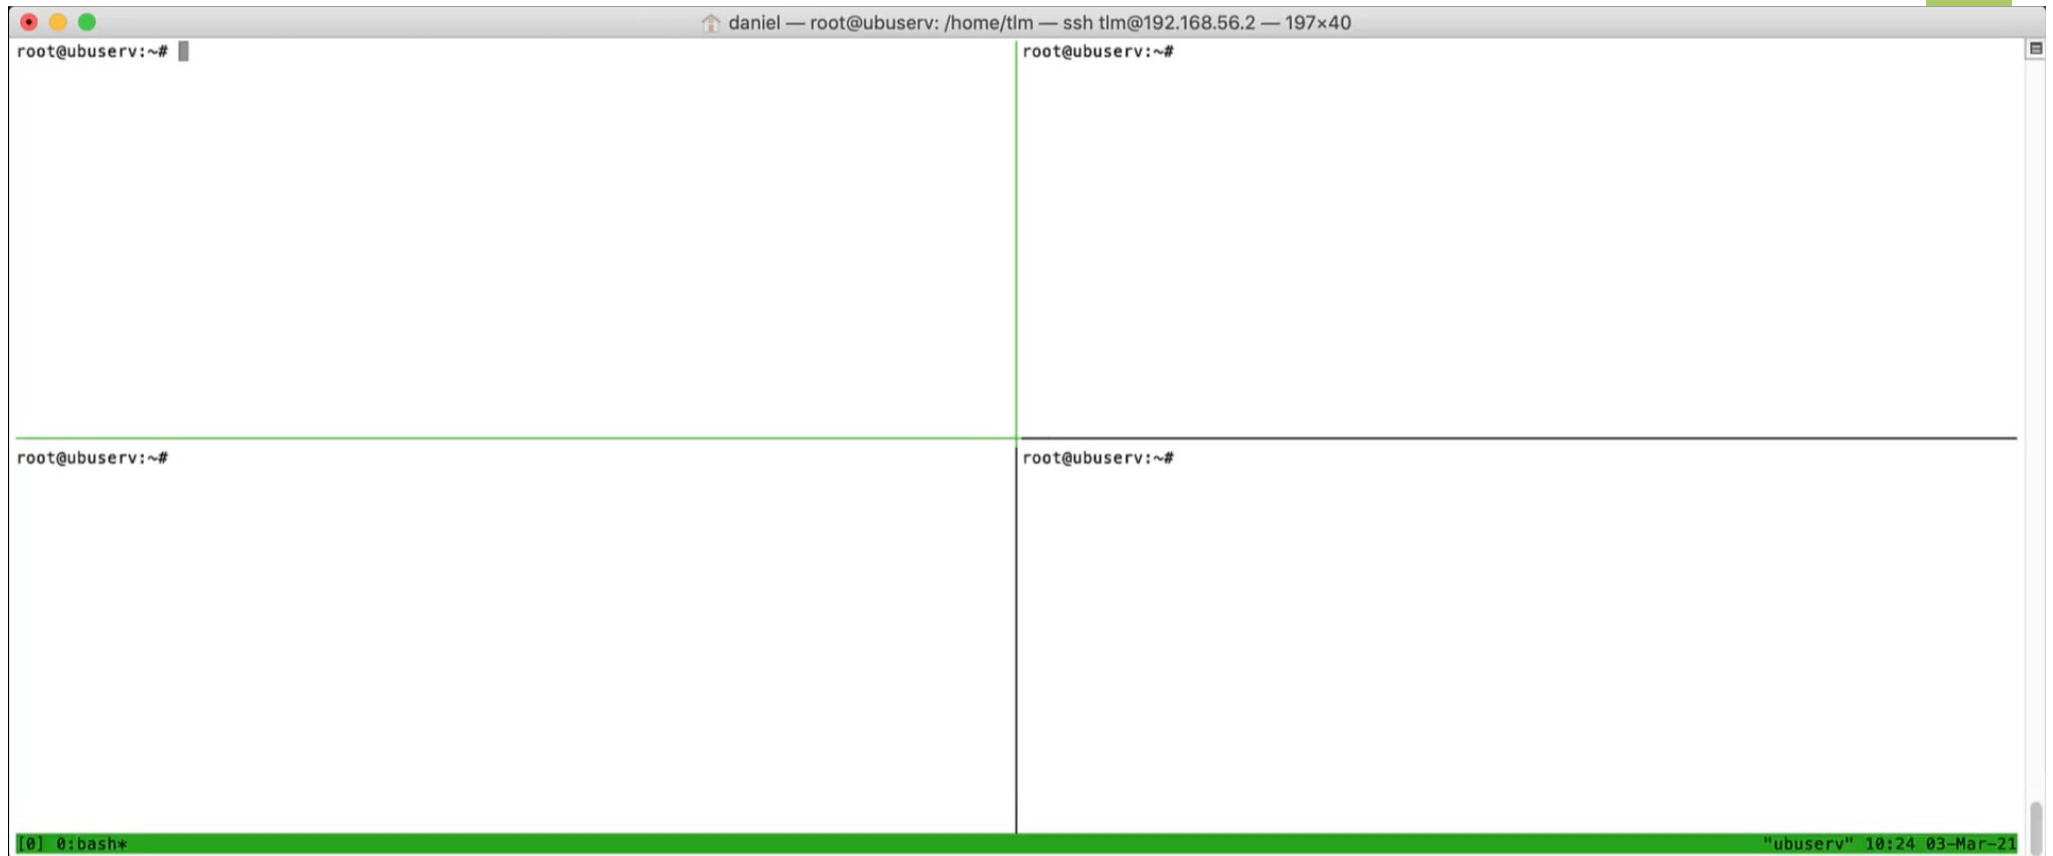 daniel — root@ubuserv: /home/tlm — ssh tlm@192.168.56.2 — 197×40
root@ubuserv:~#
root@ubuserv:~#
root@ubuserv:~#
root@ubuserv:~#
[0] 0:bash*
"ubuserv" 10:24 03-Mar-21